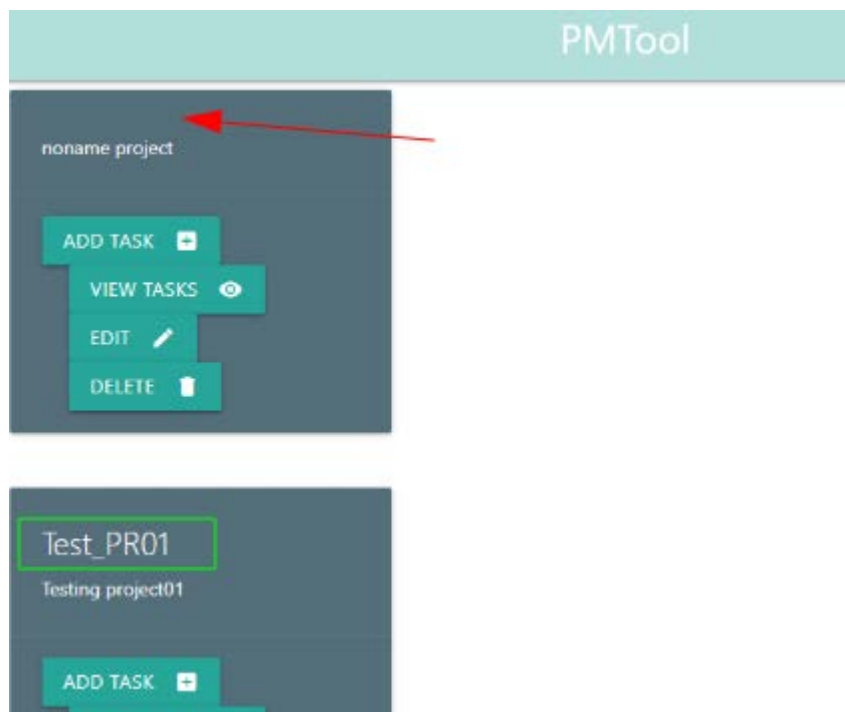 PMTool
noname project
ADD TASK
VIEW TASKS
EDIT
DELETE
Test_PR01
Testing project01
ADD TASK